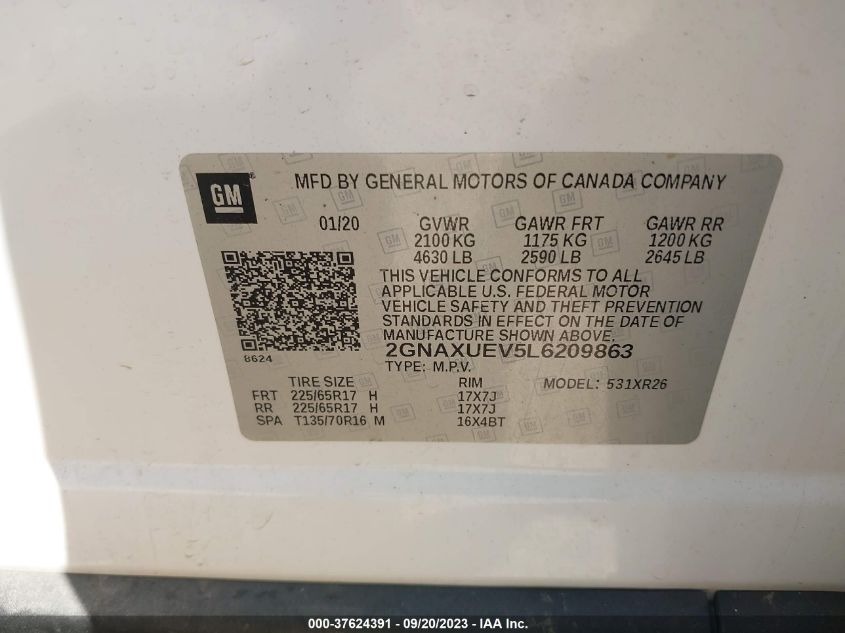 GM ® MFD BY GENERAL MOTORS OF CANADA COMPANY
01/20 GVWR GAWR FRT GAWR RR
2100 KG 1175 KG 1200 KG
4630 LB 2590 LB 2645 LB
THIS VEHICLE CONFORMS TO ALL
APPLICABLE U.S. FEDERAL MOTOR
VEHICLE SAFETY AND THEFT PREVENTION
STANDARDS IN EFFECT ON THE DATE OF
MANUFACTURE SHOWN ABOVE.
2GNAXUEV5L6209863
8624
TYPE: M.P.V.
TIRE SIZE RIM MODEL: 531XR26
FRT 225/65R17 H 17X7J
RR 225/65R17 H 17X7J
SPA T135/70R16 M 16X4BT
000-37624391 - 09/20/2023 - IAA Inc.